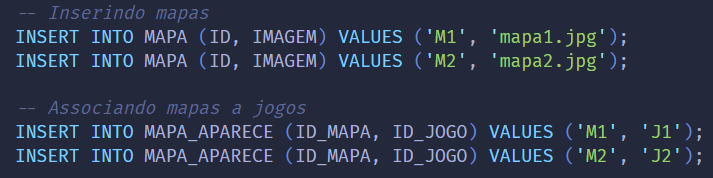 -- Inserindo mapas
INSERT INTO MAPA (ID, IMAGEM) VALUES ('M1', 'mapa1.jpg');
INSERT INTO MAPA (ID, IMAGEM) VALUES ('M2', 'mapa2.jpg');
-- Associando mapas a jogos
INSERT INTO MAPA_APARECE (ID_MAPA, ID_JOGO) VALUES ('M1', 'J1');
INSERT INTO MAPA_APARECE (ID_MAPA, ID_JOGO) VALUES ('M2', 'J2');